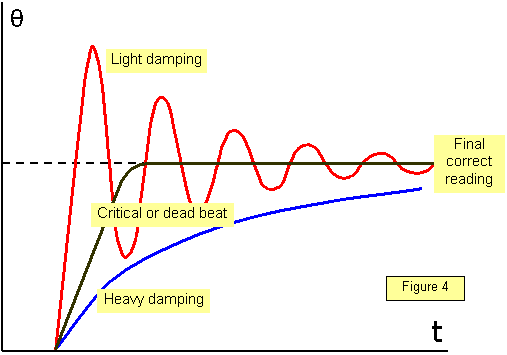 θ
Light damping
Final
correct
reading
Critical or dead beat
Heavy damping
Figure 4
t